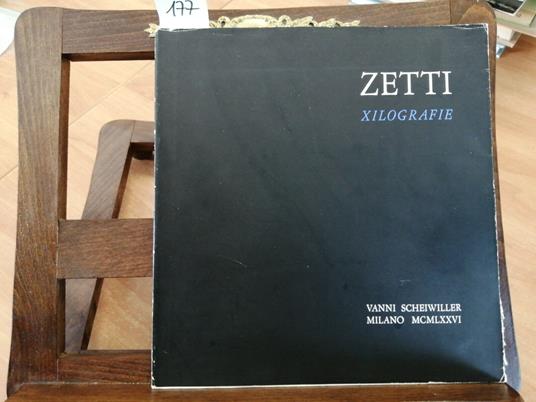 177
ZETTI
XILOGRAFIE
VANNI SCHEIWILLER
MILANO MCMLXXVI